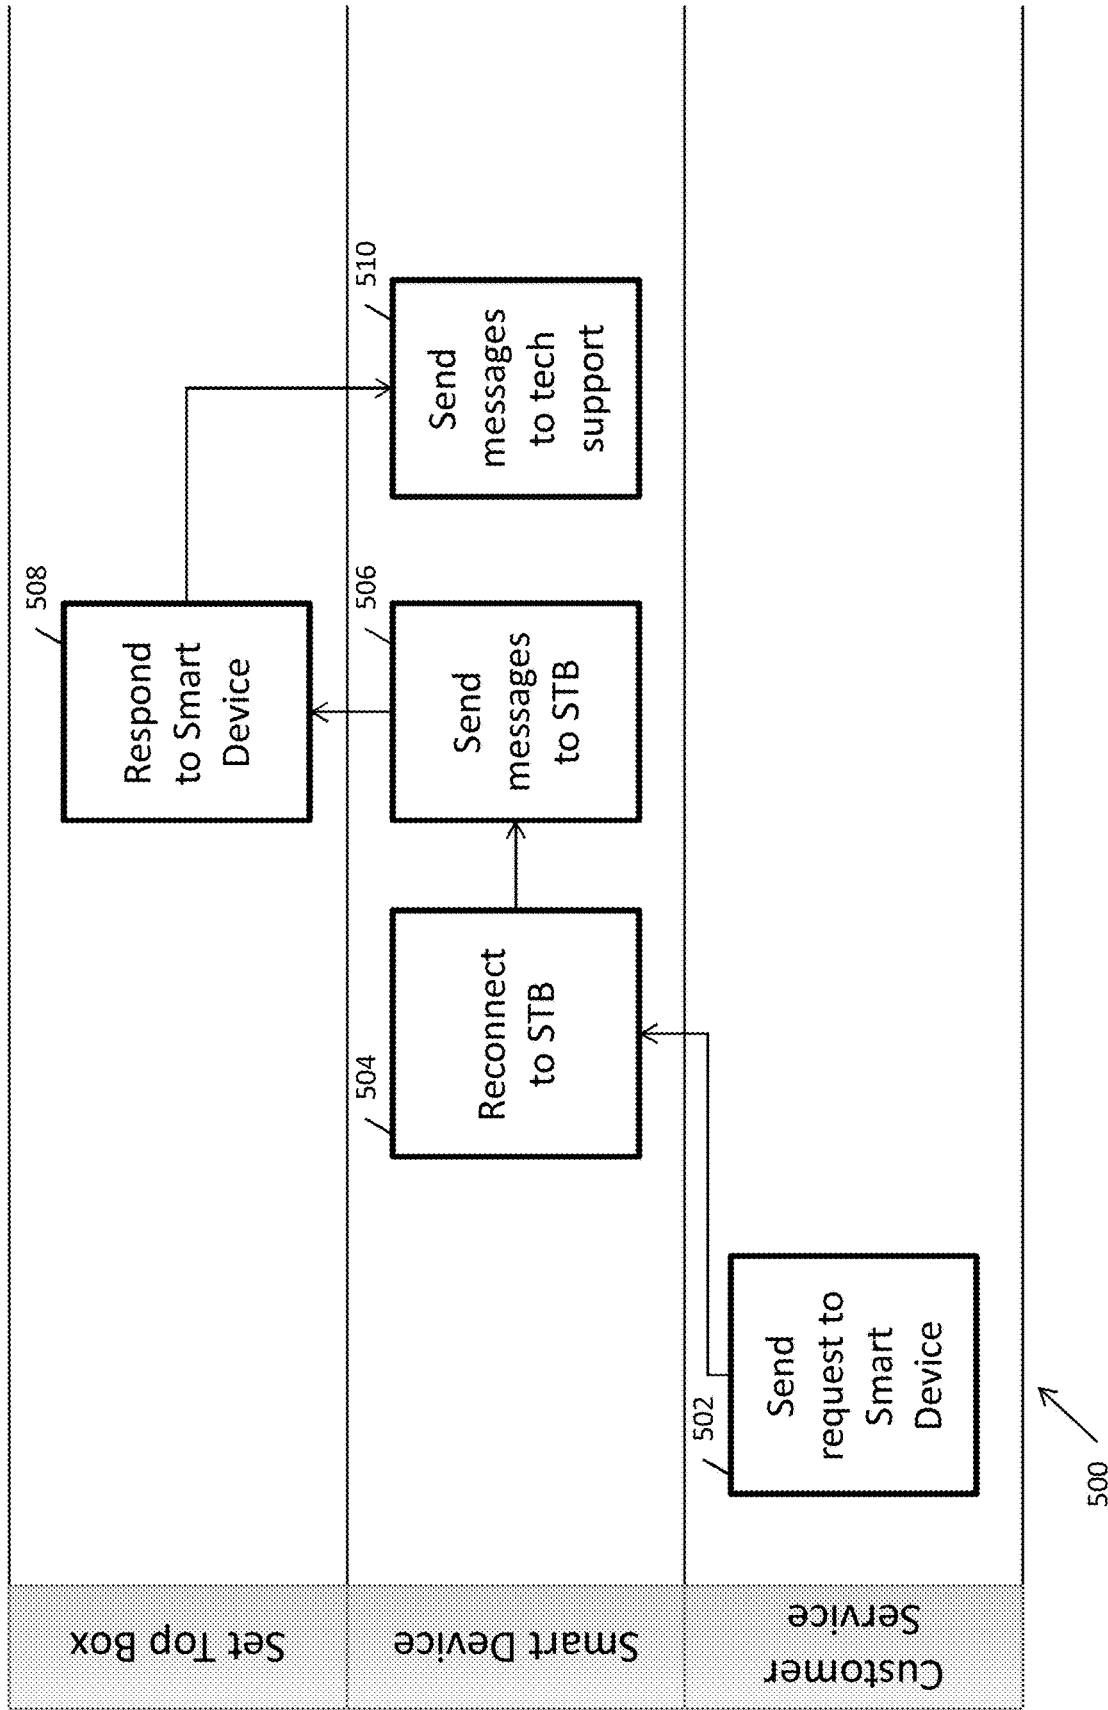 Set Top Box
Smart Device
Customer
Service
508
Respond
to Smart
Device
504
Reconnect
to STB
506
Send
messages
to STB
510
Send
messages
to tech
support
502
Send
request to
Smart
Device
500